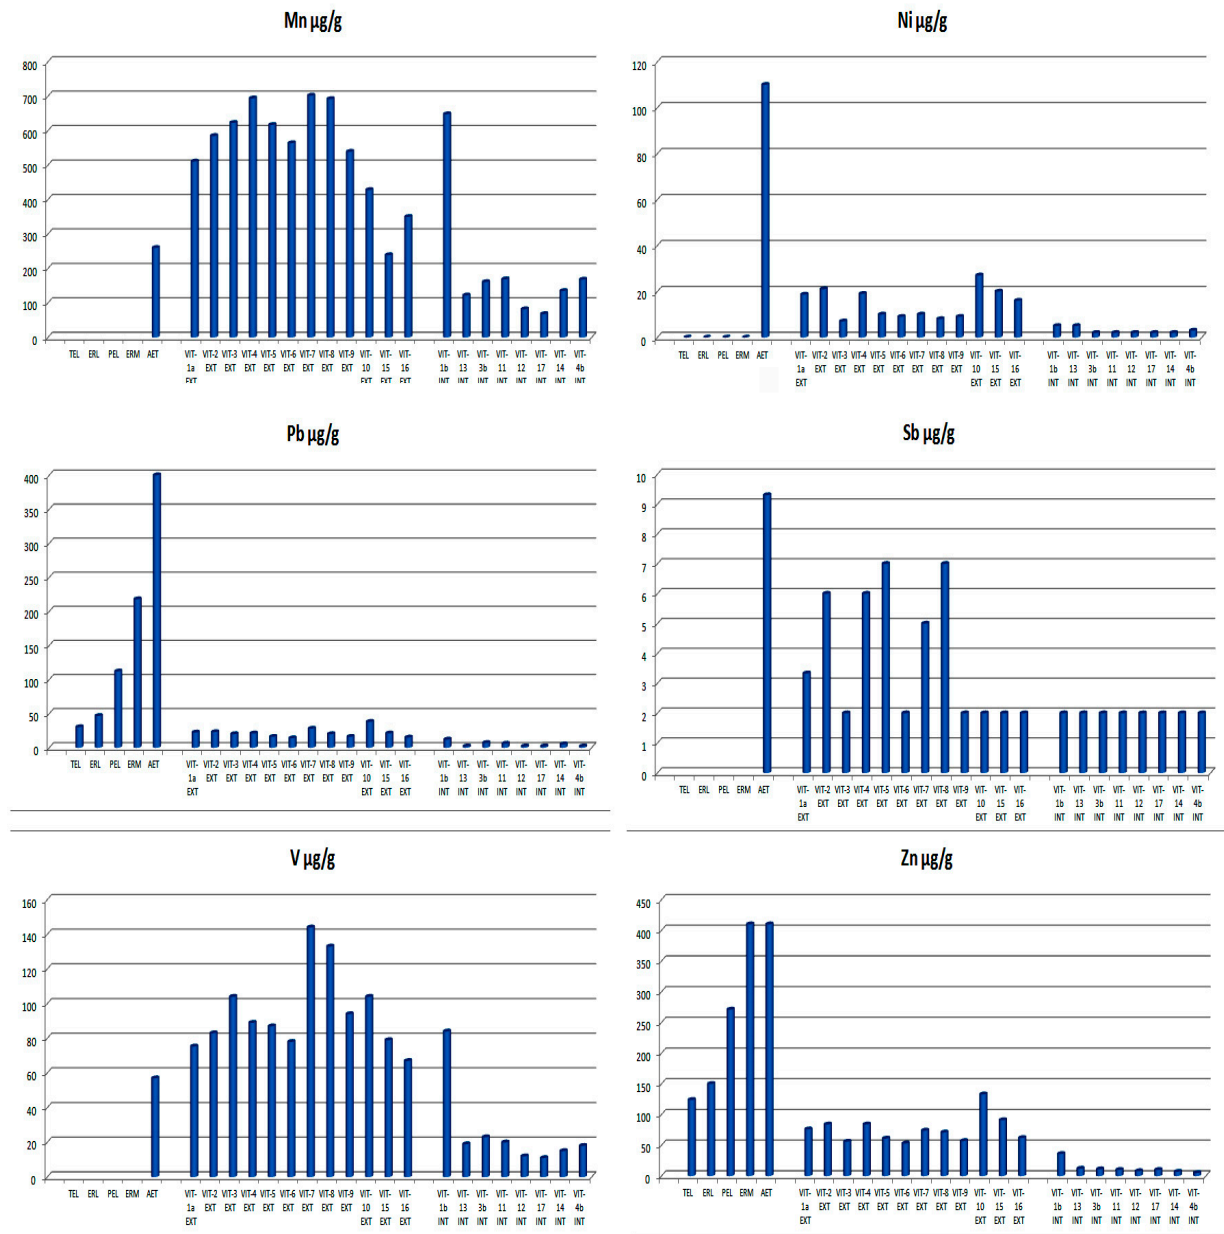 Mn µg/g
800
700
600
500
400
300
200
100
0
TEL ERL PEL ERM AET VIT- VIT-2 VIT-3 VIT-4 VIT-5 VIT-6 VIT-7 VIT-8 VIT-9 VIT- VIT- VIT- VIT- VIT- VIT- VIT- VIT- VIT- VIT- VIT-
1a EXT EXT EXT EXT EXT EXT EXT EXT 10 15 16 1b 13 3b 11 12 17 14 4b
EXT EXT EXT EXT INT INT INT INT INT INT INT INT
Ni µg/g
120
100
80
60
40
20
0
TEL ERL PEL ERM AET VIT- VIT-2 VIT-3 VIT-4 VIT-5 VIT-6 VIT-7 VIT-8 VIT-9 VIT- VIT- VIT- VIT- VIT- VIT- VIT- VIT- VIT- VIT- VIT-
1a EXT EXT EXT EXT EXT EXT EXT EXT 10 15 16 1b 13 3b 11 12 17 14 4b
EXT EXT EXT EXT INT INT INT INT INT INT INT INT
Pb µg/g
400
350
300
250
200
150
100
50
0
TEL ERL PEL ERM AET VIT- VIT-2 VIT-3 VIT-4 VIT-5 VIT-6 VIT-7 VIT-8 VIT-9 VIT- VIT- VIT- VIT- VIT- VIT- VIT- VIT- VIT- VIT- VIT-
1a EXT EXT EXT EXT EXT EXT EXT EXT 10 15 16 1b 13 3b 11 12 17 14 4b
EXT EXT EXT EXT INT INT INT INT INT INT INT INT
Sb µg/g
10
9
8
7
6
5
4
3
2
1
0
TEL ERL PEL ERM AET VIT- VIT-2 VIT-3 VIT-4 VIT-5 VIT-6 VIT-7 VIT-8 VIT-9 VIT- VIT- VIT- VIT- VIT- VIT- VIT- VIT- VIT- VIT- VIT-
1a EXT EXT EXT EXT EXT EXT EXT EXT 10 15 16 1b 13 3b 11 12 17 14 4b
EXT EXT EXT EXT INT INT INT INT INT INT INT INT
V µg/g
160
140
120
100
80
60
40
20
0
TEL ERL PEL ERM AET VIT- VIT-2 VIT-3 VIT-4 VIT-5 VIT-6 VIT-7 VIT-8 VIT-9 VIT- VIT- VIT- VIT- VIT- VIT- VIT- VIT- VIT- VIT- VIT-
1a EXT EXT EXT EXT EXT EXT EXT EXT 10 15 16 1b 13 3b 11 12 17 14 4b
EXT EXT EXT EXT INT INT INT INT INT INT INT INT
Zn µg/g
450
400
350
300
250
200
150
100
50
0
TEL ERL PEL ERM AET VIT- VIT-2 VIT-3 VIT-4 VIT-5 VIT-6 VIT-7 VIT-8 VIT-9 VIT- VIT- VIT- VIT- VIT- VIT- VIT- VIT- VIT- VIT- VIT-
1a EXT EXT EXT EXT EXT EXT EXT EXT 10 15 16 1b 13 3b 11 12 17 14 4b
EXT EXT EXT EXT INT INT INT INT INT INT INT INT